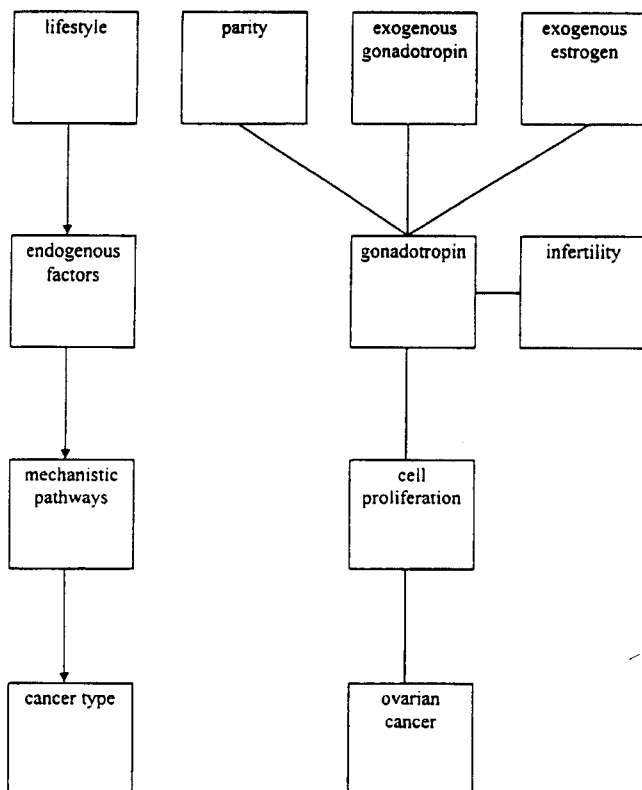 lifestyle
parity
exogenous
gonadotropin
exogenous
estrogen
endogenous
factors
gonadotropin
infertility
mechanistic
pathways
cell
proliferation
cancer type
ovarian
cancer